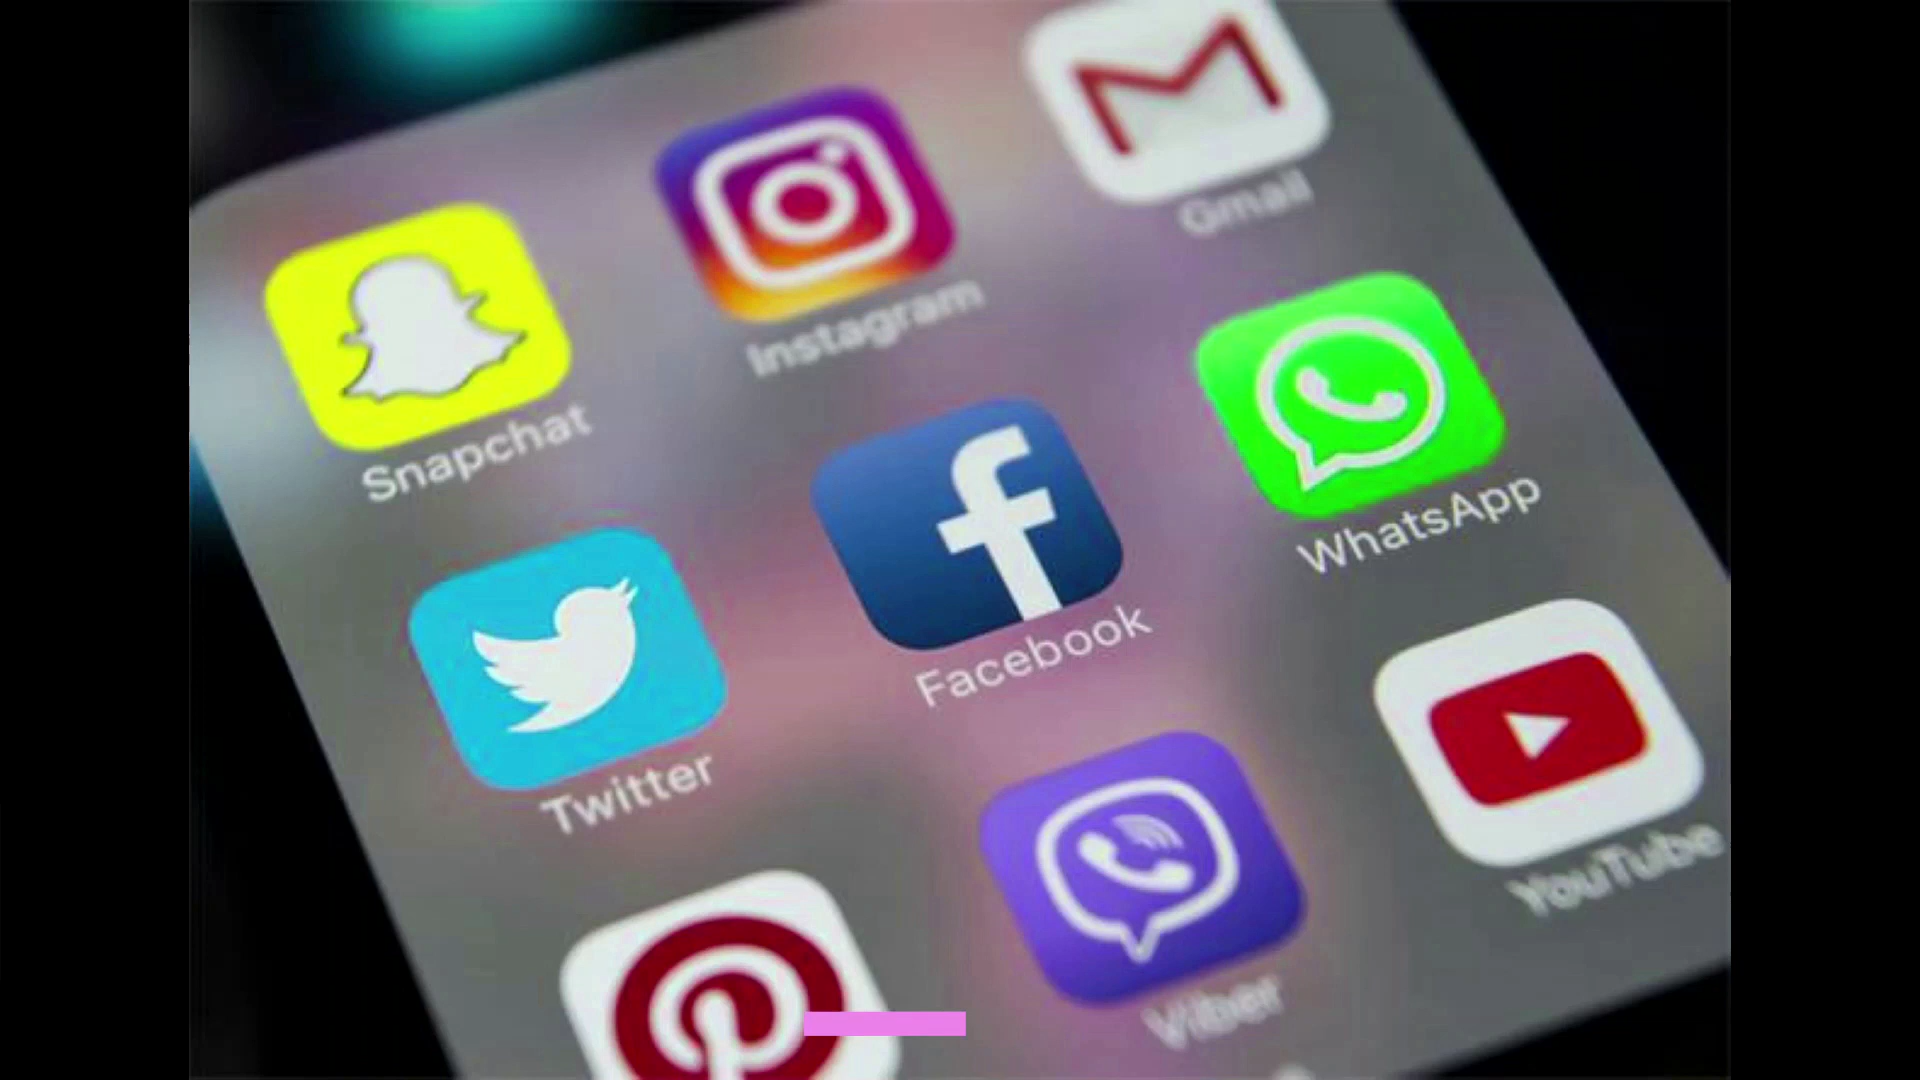 Gmail
Instagram
Snapchat
WhatsApp
Facebook
Twitter
YouTube
Viber